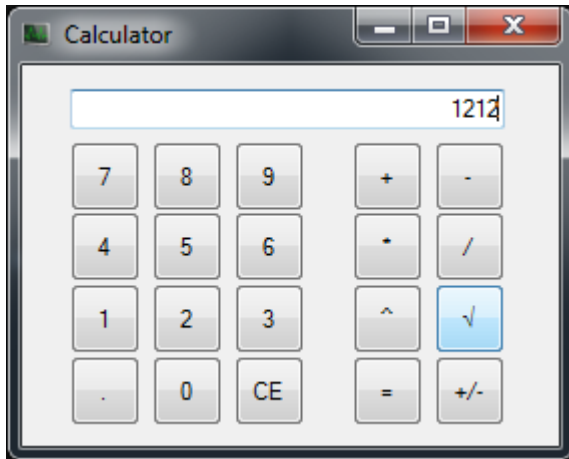 Calculator
1212
7 8 9 + -
4 5 6 * /
1 2 3 ^ √
. 0 CE = +/-